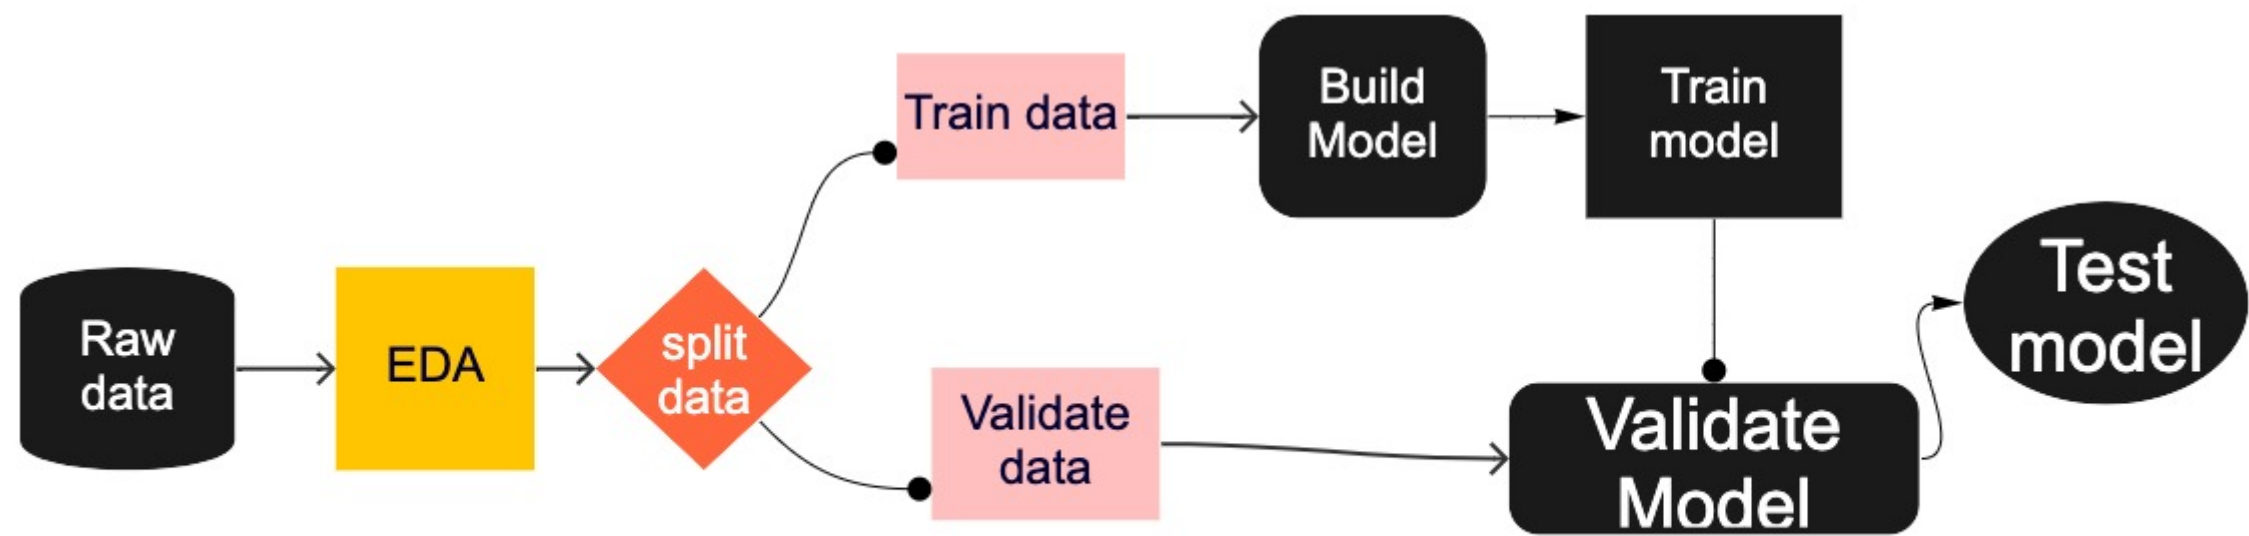 Raw
data
EDA
split
data
Train data
Build
Model
Train
model
Validate
data
Validate
Model
Test
model